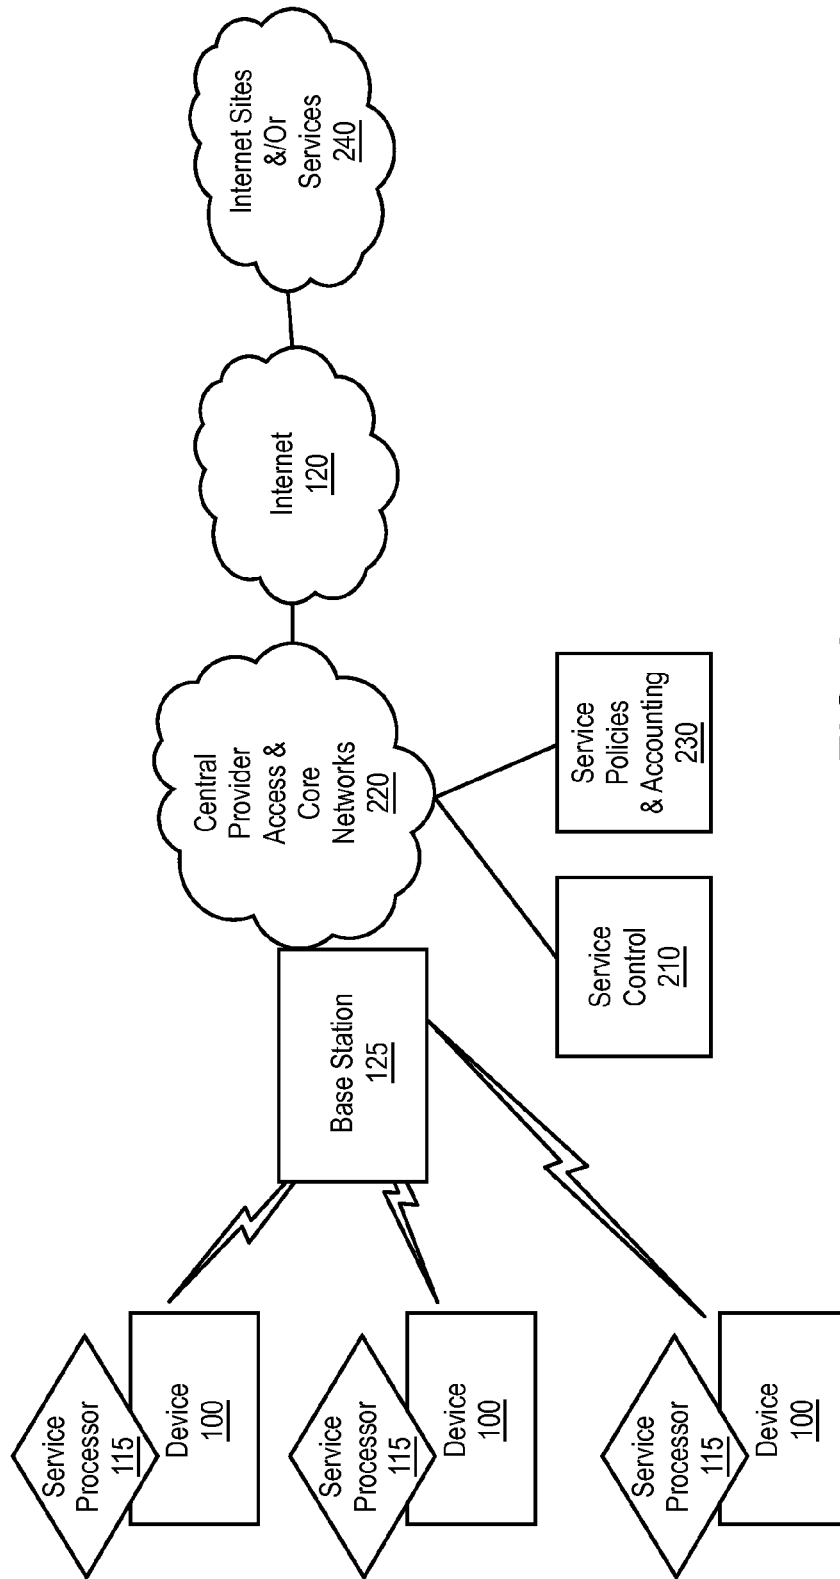 Service
Processor
115
Device
100
Service
Processor
115
Device
100
Service
Processor
115
Device
100
Base Station
125
Central
Provider
Access &
Core
Networks
220
Service
Control
210
Service
Policies
& Accounting
230
Internet
120
Internet Sites
&/Or
Services
240